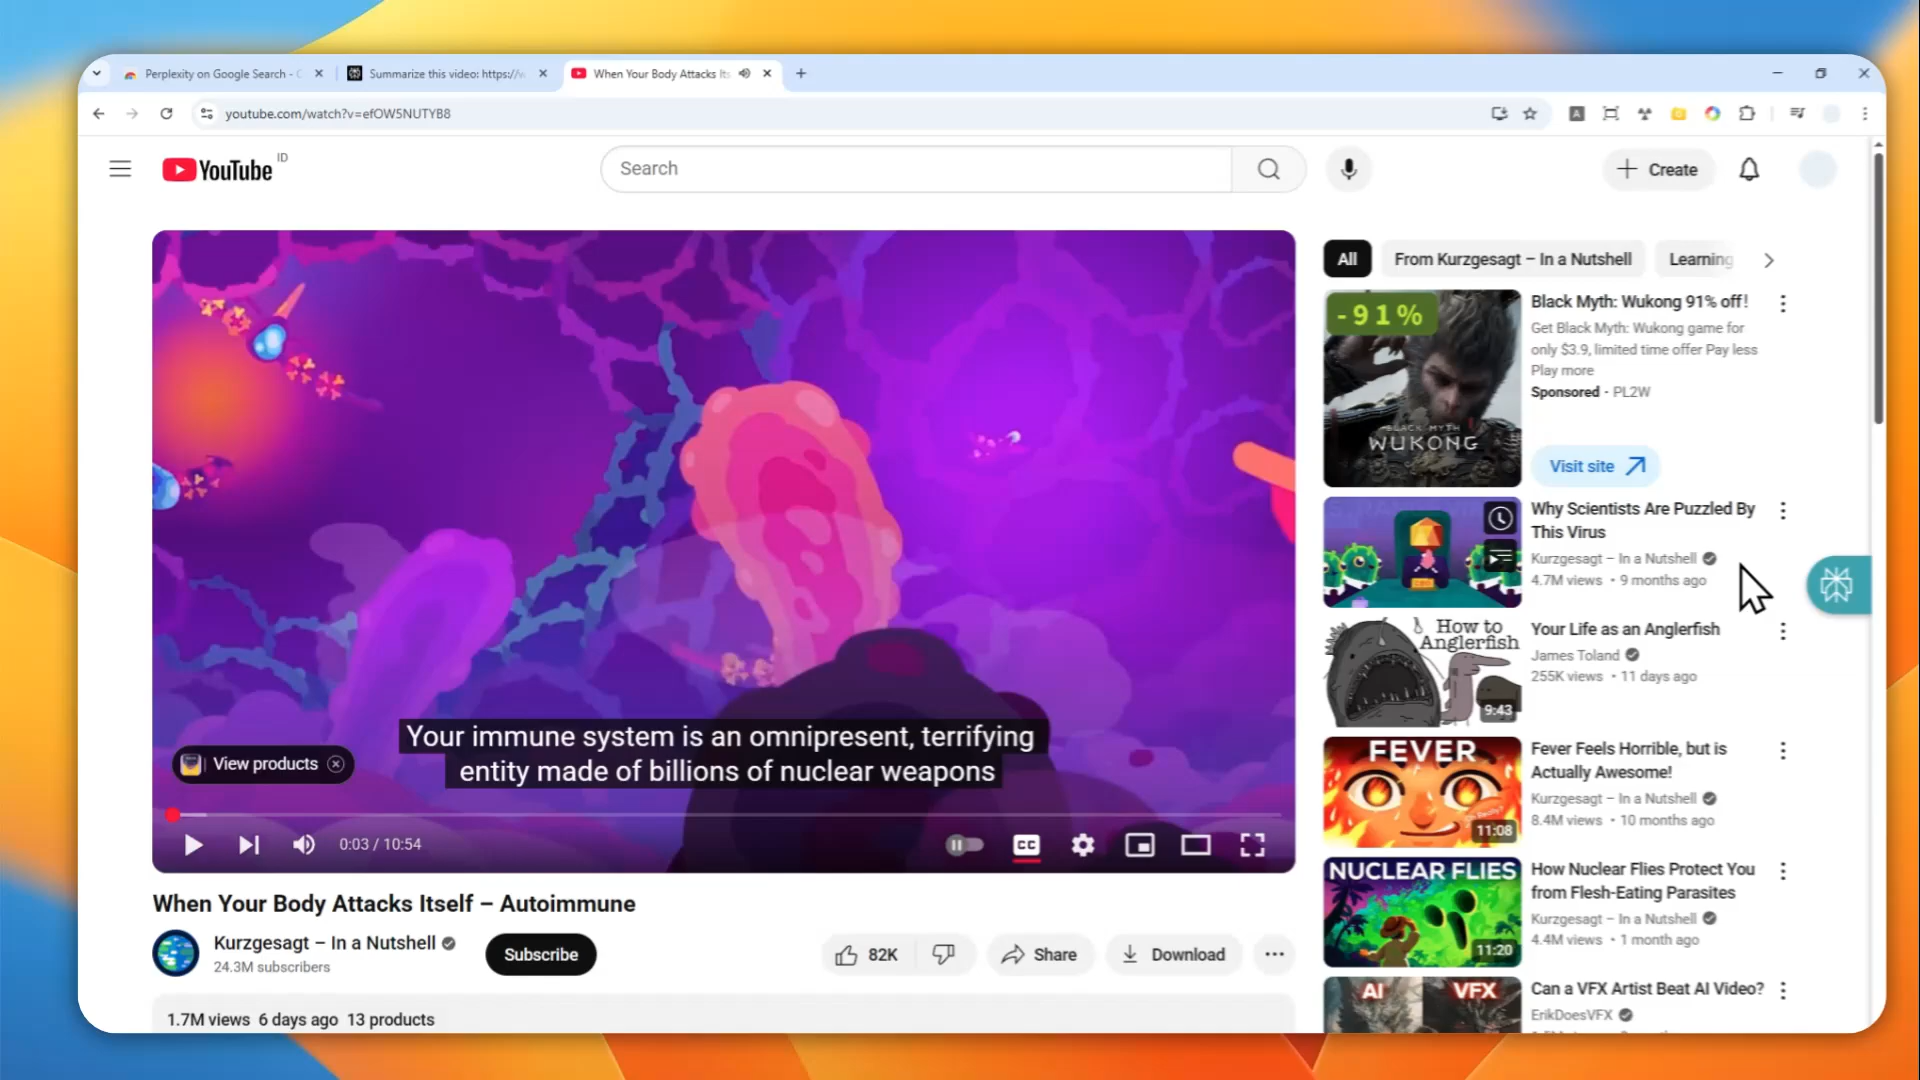 Perplexity on Google Search - C
Summarize this video: https://w
When Your Body Attacks Its
youtube.com/watch?v=efOW5NUTYB8
YouTube ID
Search
Create
All
From Kurzgesagt – In a Nutshell
Learning
-91%
BLACK MYTH
WUKONG
Black Myth: Wukong 91% off!
Get Black Myth: Wukong game for
only $3.9, limited time offer Pay less
Play more
Sponsored · PL2W
Visit site
Why Scientists Are Puzzled By
This Virus
Kurzgesagt – In a Nutshell
4.7M views • 9 months ago
How to
Anglerfish
9:43
Your Life as an Anglerfish
James Toland
255K views • 11 days ago
FEVER
11:08
Fever Feels Horrible, but is
Actually Awesome!
Kurzgesagt – In a Nutshell
8.4M views • 10 months ago
NUCLEAR FLIES
11:20
How Nuclear Flies Protect You
from Flesh-Eating Parasites
Kurzgesagt – In a Nutshell
4.4M views • 1 month ago
AI VFX
Can a VFX Artist Beat AI Video?
ErikDoesVFX
Your immune system is an omnipresent, terrifying
entity made of billions of nuclear weapons
View products
0:03 / 10:54
CC
When Your Body Attacks Itself – Autoimmune
Kurzgesagt – In a Nutshell
24.3M subscribers
Subscribe
82K
Share
Download
1.7M views 6 days ago 13 products